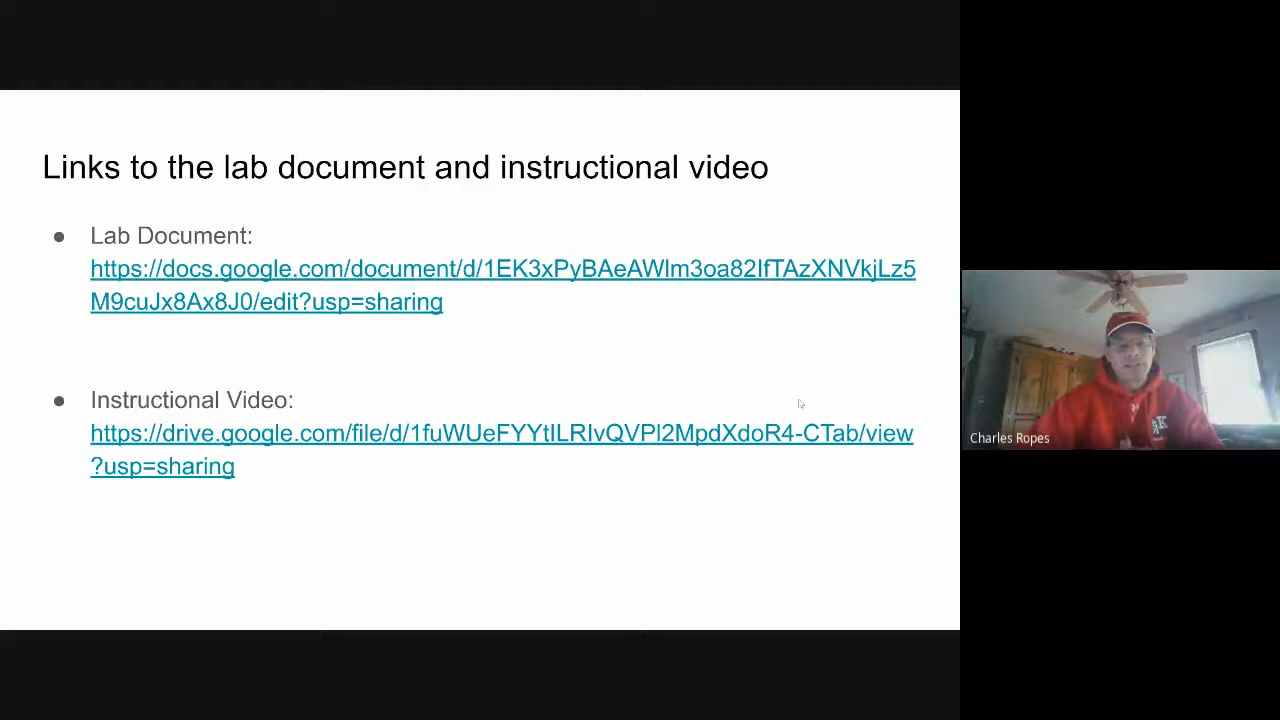 Links to the lab document and instructional video
● Lab Document:
https://docs.google.com/document/d/1EK3xPyBAeAWlm3oa82IfTAzXNVkjLz5
M9cuJx8Ax8J0/edit?usp=sharing
● Instructional Video:
https://drive.google.com/file/d/1fuWUeFYYtILRIvQVPl2MpdXdoR4-CTab/view
?usp=sharing
Charles Ropes